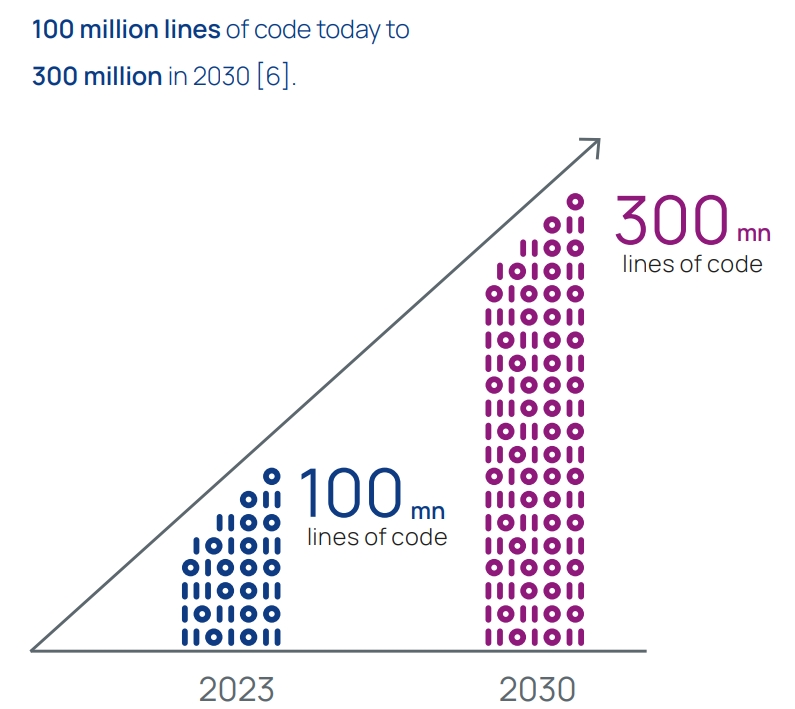 100 million lines of code today to
300 million in 2030 [6].
300 mn
lines of code
100 mn
lines of code
2023
2030